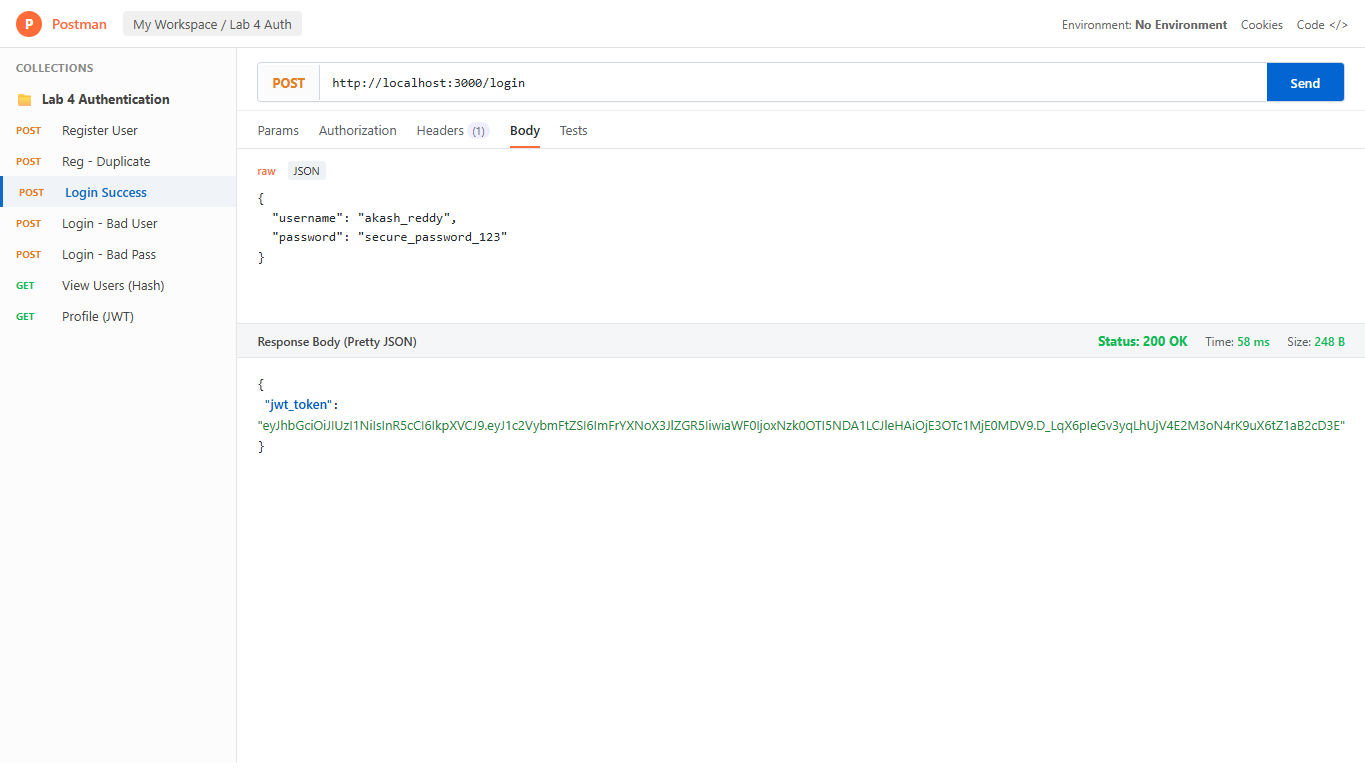 P Postman My Workspace / Lab 4 Auth Environment: No Environment Cookies Code </>
COLLECTIONS
Lab 4 Authentication
POST Register User
POST Reg - Duplicate
POST Login Success
POST Login - Bad User
POST Login - Bad Pass
GET View Users (Hash)
GET Profile (JWT)
POST http://localhost:3000/login Send
Params Authorization Headers (1) Body Tests
raw JSON
{
"username": "akash_reddy",
"password": "secure_password_123"
}
Response Body (Pretty JSON) Status: 200 OK Time: 58 ms Size: 248 B
{
"jwt_token":
"eyJhbGciOiJIUzI1NiIsInR5cCI6IkpXVCJ9.eyJ1c2VybmFtZSI6ImFrYXNoX3JlZGR5IiwiaWF0IjoxNzk0OTI5NDA1LCJleHAiOjE3OTc1MjE0MDV9.D_LqX6pIeGv3yqLhUjV4E2M3oN4rK9uX6tZ1aB2cD3E"
}